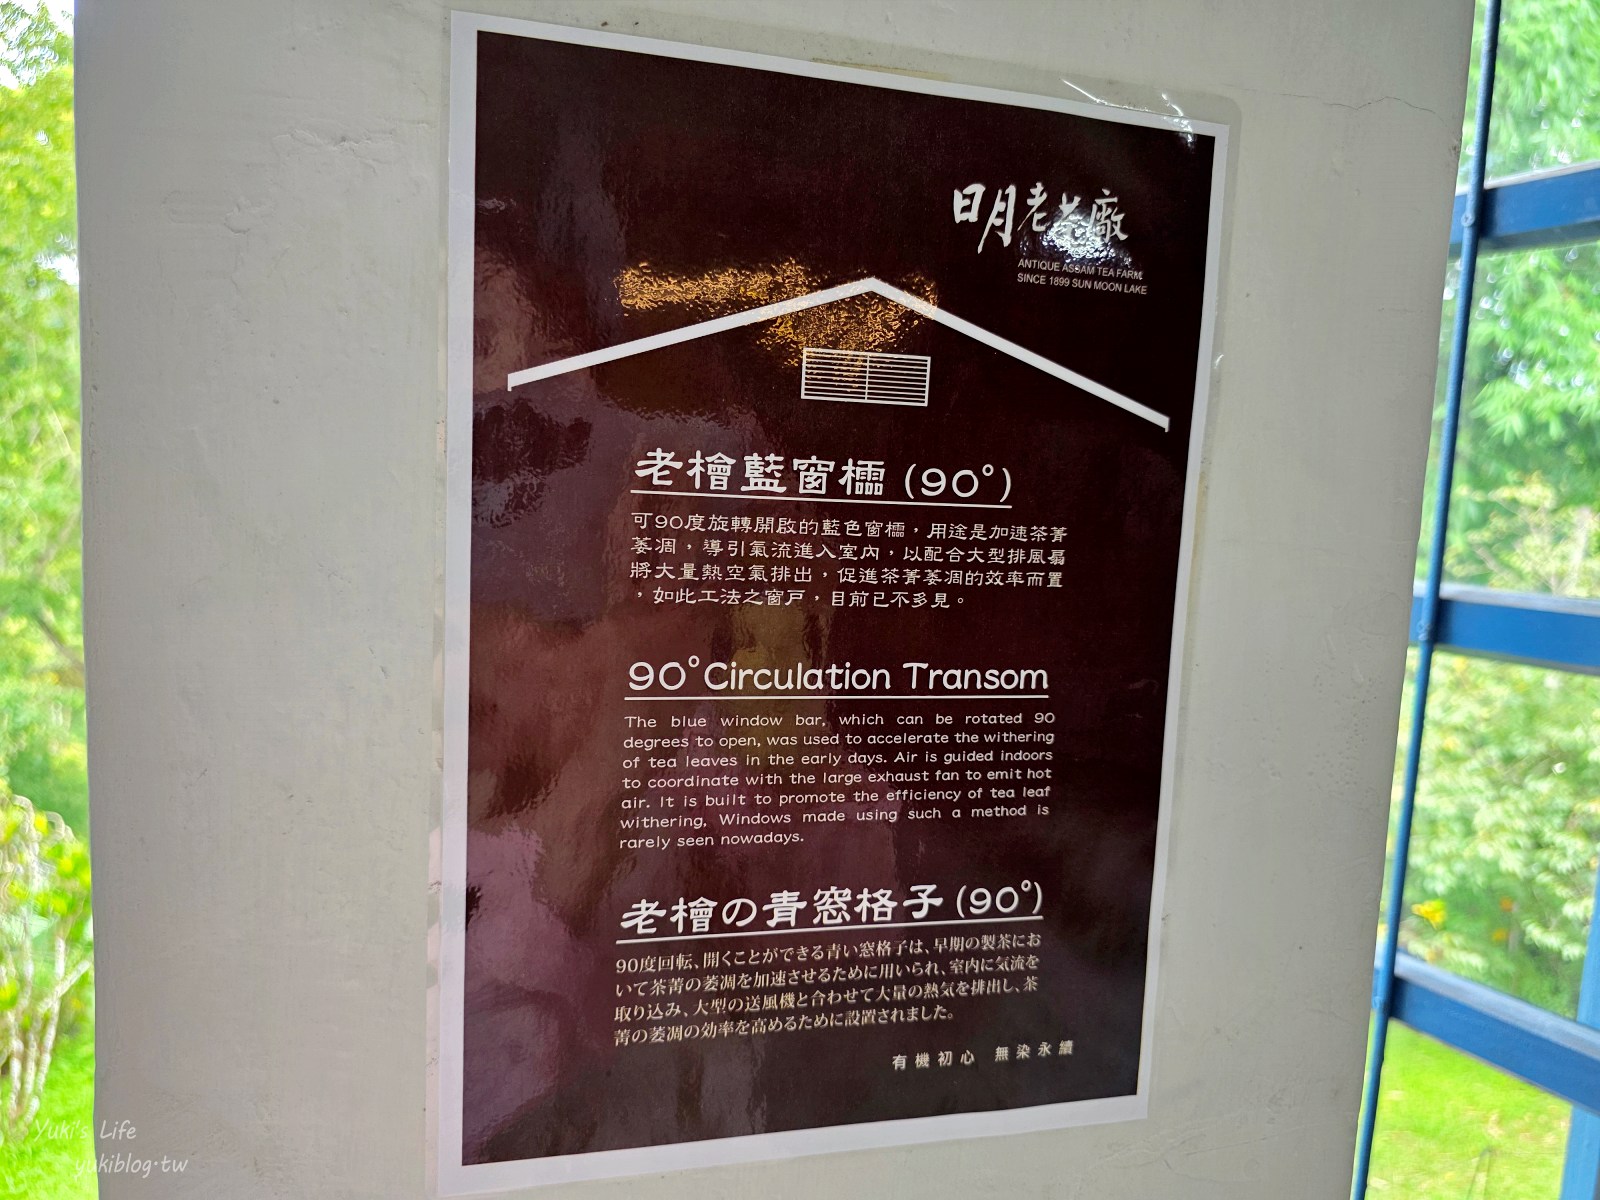 明月老茶廠
ANTIQUE ASSAM TEA FARM
SINCE 1899 SUN MOON LAKE
老檜藍窗櫺 (90°)
可90度旋轉開啟的藍色窗櫺，用途是加速茶菁
萎凋，導引氣流進入室內，以配合大型排風扇
將大量熱空氣排出，促進茶菁萎凋的效率而置
，如此工法之窗戶，目前已不多見。
90°Circulation Transom
The blue window bar, which can be rotated 90
degrees to open, was used to accelerate the withering
of tea leaves in the early days. Air is guided indoors
to coordinate with the large exhaust fan to emit hot
air. It is built to promote the efficiency of tea leaf
withering, Windows made using such a method is
rarely seen nowadays.
老檜の青窓格子 (90°)
90度回転、開くことができる青い窓格子は、早期の製茶にお
いて茶菁の萎凋を加速させるために用いられ、室内に気流を
取り込み、大型の送風機と合わせて大量の熱気を排出し、茶
菁の萎凋の効率を高めるために設置されました。
有機初心 無染永續
Yuki's Life
yukiblog.tw